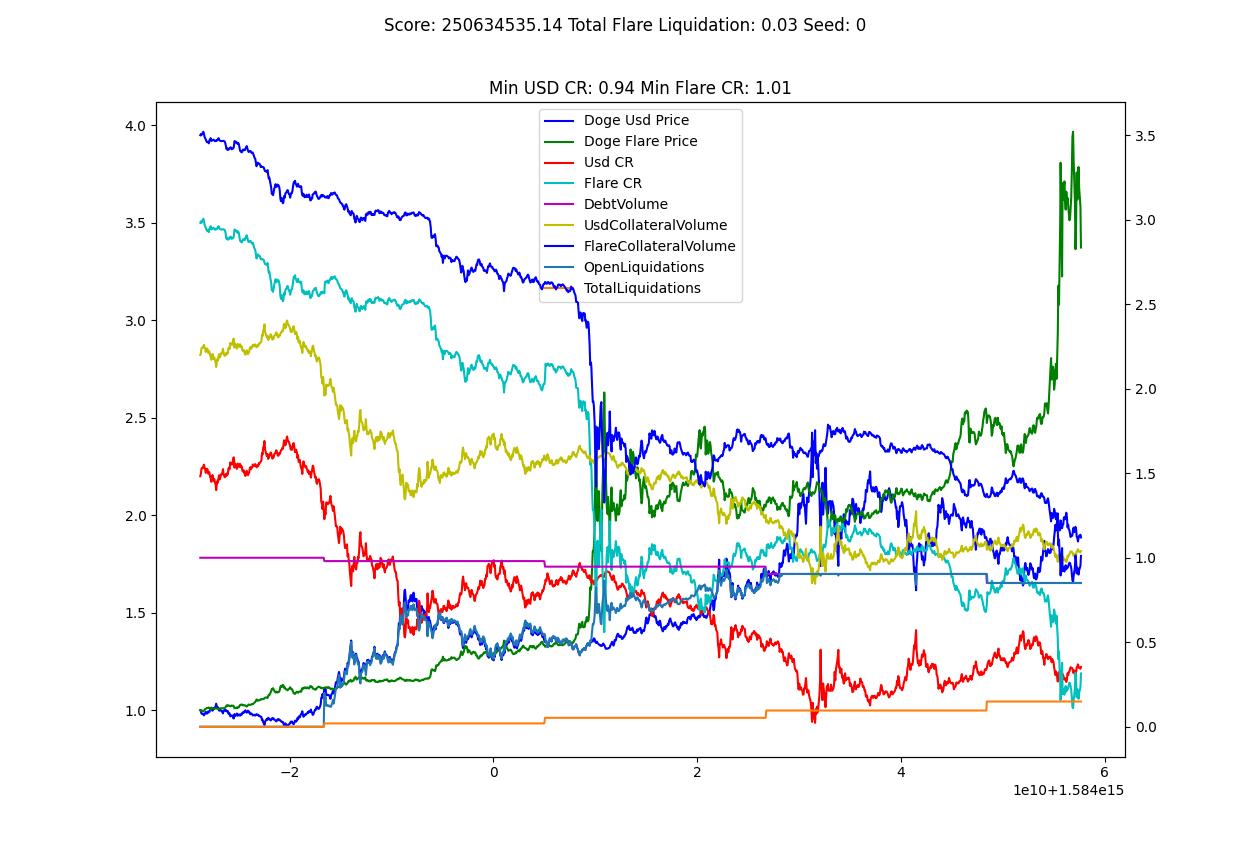 Score: 250634535.14 Total Flare Liquidation: 0.03 Seed: 0
Min USD CR: 0.94 Min Flare CR: 1.01
Doge Usd Price
Doge Flare Price
Usd CR
Flare CR
DebtVolume
UsdCollateralVolume
FlareCollateralVolume
OpenLiquidations
TotalLiquidations
4.0
3.5
3.0
2.5
2.0
1.5
1.0
3.5
3.0
2.5
2.0
1.5
1.0
0.5
0.0
−2 0 2 4 6
1e10+1.584e15